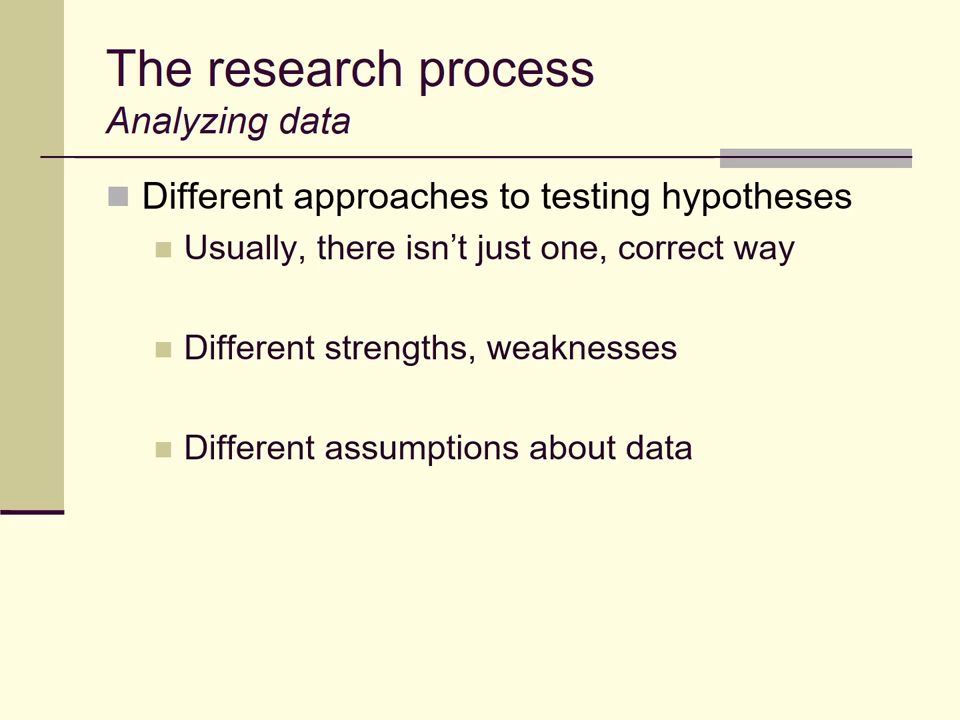 The research process
Analyzing data
Different approaches to testing hypotheses
Usually, there isn’t just one, correct way
Different strengths, weaknesses
Different assumptions about data